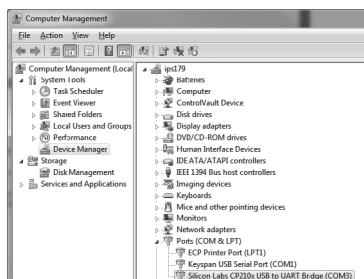 Computer Management
File Action View Help
Computer Management (Local
System Tools
Task Scheduler
Event Viewer
Shared Folders
Local Users and Groups
Performance
Device Manager
Storage
Disk Management
Services and Applications
ips179
Batteries
Computer
ControlVault Device
Disk drives
Display adapters
DVD/CD-ROM drives
Human Interface Devices
IDE ATA/ATAPI controllers
IEEE 1394 Bus host controllers
Imaging devices
Keyboards
Mice and other pointing devices
Monitors
Network adapters
Ports (COM & LPT)
ECP Printer Port (LPT1)
Keyspan USB Serial Port (COM1)
Silicon Labs CP210x USB to UART Bridge (COM3)